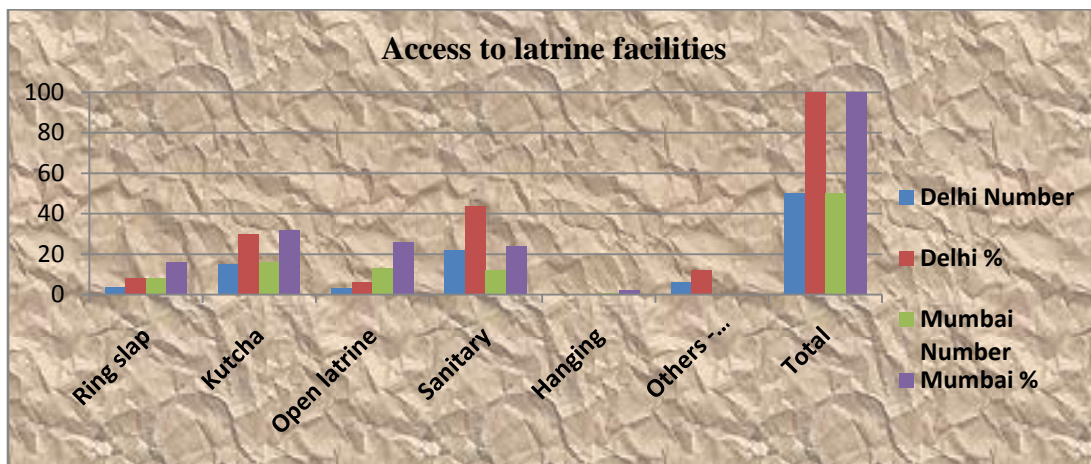 Access to latrine facilities
100
80
60
40
20
0
Ring slap
Kutcha
Open latrine
Sanitary
Hanging
Others -...
Total
Delhi Number
Delhi %
Mumbai
Number
Mumbai %